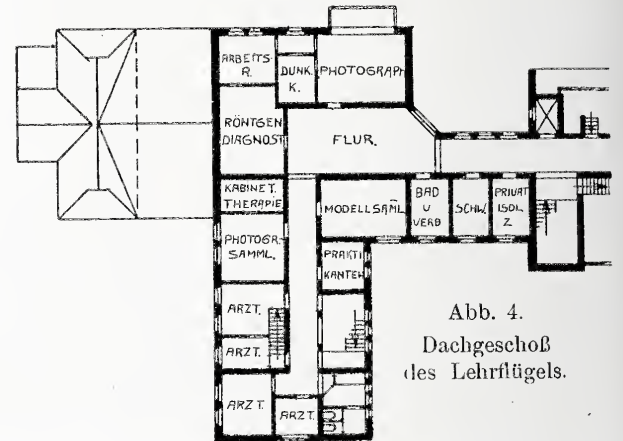 ARBEITS-
R.
DUNK.
K.
PHOTOGRAPH
RÖNTGEN
DIAGNOST.
FLUR.
KABINET.
THERAPIE.
MODELLSAML.
BAD
U
VERB
SCHW.
PRIVAT
ISOL.
Z
PHOTOGR.
SAMML.
PRAKTI
KANTEN
ARZT.
ARZT.
ARZT.
ARZT.
Abb. 4.
Dachgeschoß
des Lehrflügels.